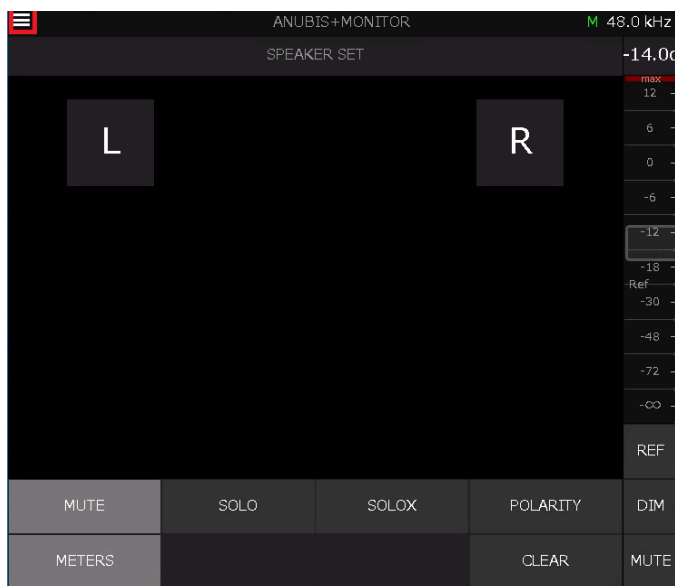 ANUBIS+MONITOR M 48.0 kHz
SPEAKER SET
-14.0
max
12
6
0
-6
-12
-18
Ref
-30
-48
-72
-∞
L R
REF
MUTE SOLO SOLOX POLARITY DIM
METERS CLEAR MUTE